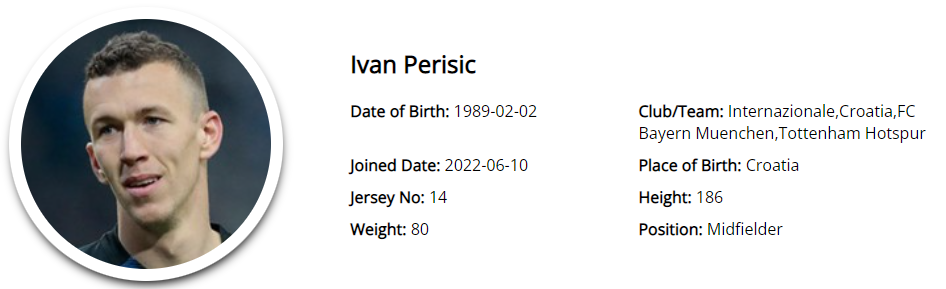 Ivan Perisic
Date of Birth: 1989-02-02
Club/Team: Internazionale,Croatia,FC
Bayern Muenchen,Tottenham Hotspur
Joined Date: 2022-06-10
Place of Birth: Croatia
Jersey No: 14
Height: 186
Weight: 80
Position: Midfielder